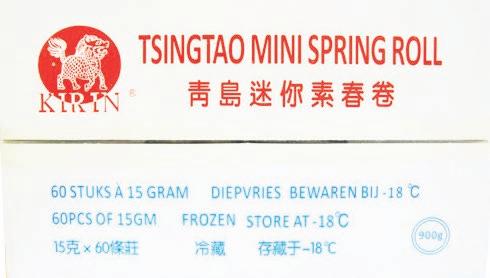 TSINGTAO MINI SPRING ROLL
KIRIN ®
青島迷你素春卷
60 STUKS À 15 GRAM DIEPVRIES BEWAREN BIJ -18 ℃
60PCS OF 15GM FROZEN STORE AT -18℃
15克 x 60條莊 冷藏 存藏于-18℃
900g